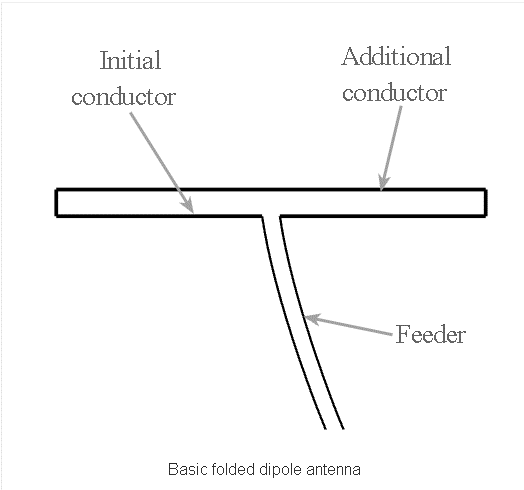 Initial
conductor
Additional
conductor
Feeder
Basic folded dipole antenna